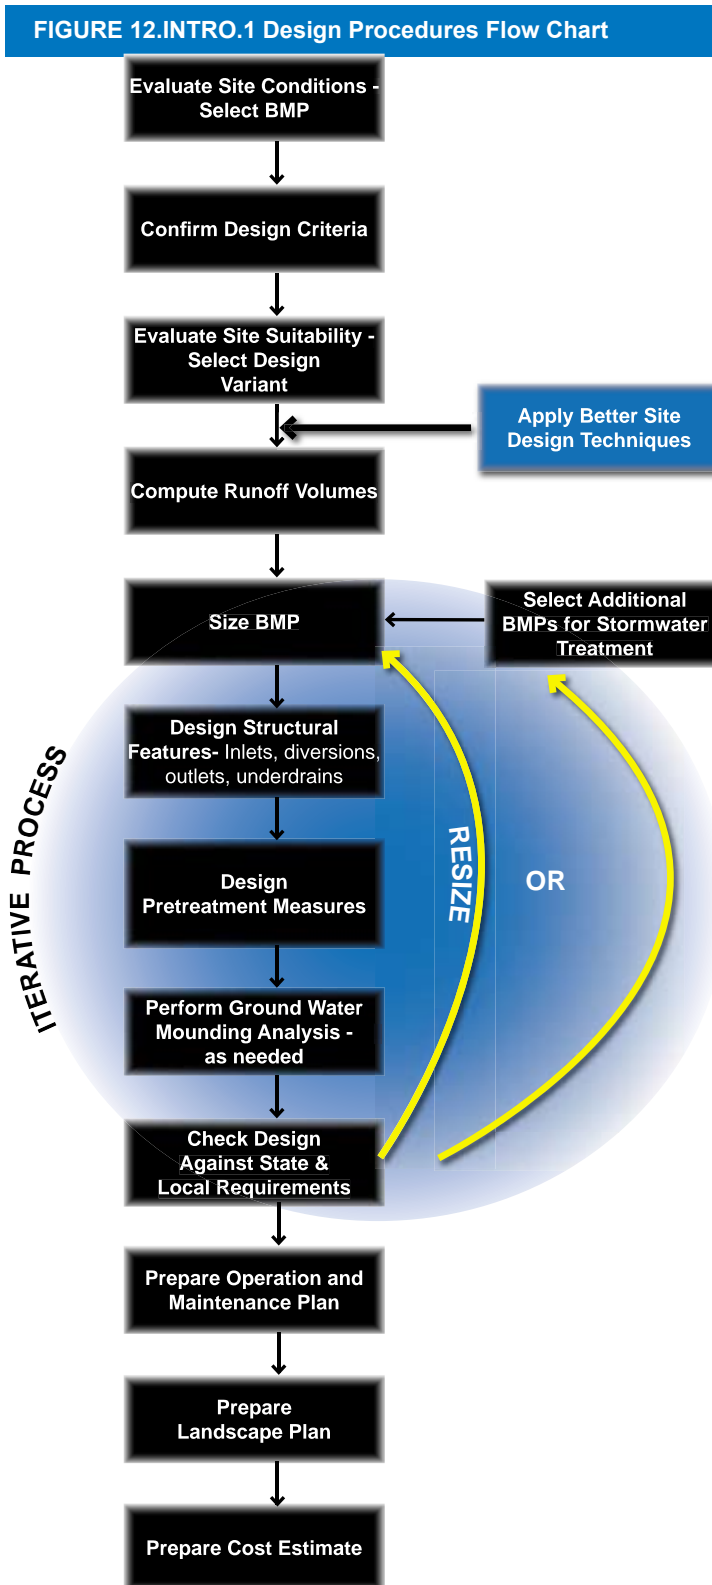 FIGURE 12.INTRO.1 Design Procedures Flow Chart
Evaluate Site Conditions -
Select BMP
Confirm Design Criteria
Evaluate Site Suitability -
Select Design
Variant
Apply Better Site
Design Techniques
Compute Runoff Volumes
Size BMP
Select Additional
BMPs for Stormwater
Treatment
Design Structural
Features- Inlets, diversions,
outlets, underdrains
ITERATIVE PROCESS
RESIZE
OR
Design
Pretreatment Measures
Perform Ground Water
Mounding Analysis -
as needed
Check Design
Against State &
Local Requirements
Prepare Operation and
Maintenance Plan
Prepare
Landscape Plan
Prepare Cost Estimate